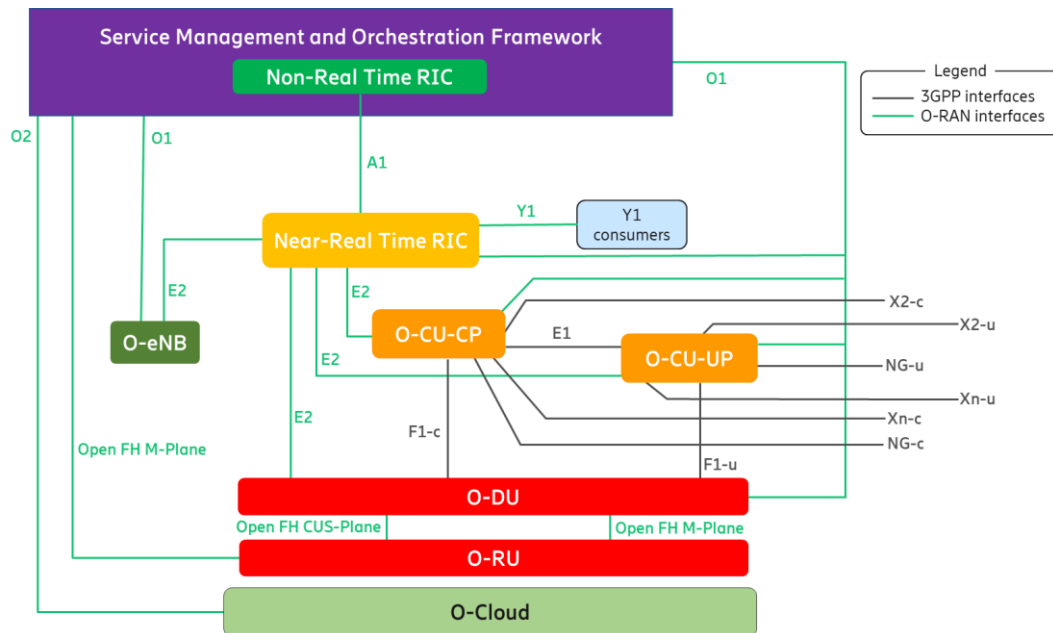 Service Management and Orchestration Framework
Non-Real Time RIC
O1
Legend
3GPP interfaces
O-RAN interfaces
O2
O1
A1
Y1
Y1
consumers
Near-Real Time RIC
E2
E2
X2-c
O-CU-CP
E1
X2-u
O-eNB
E2
O-CU-UP
NG-u
Xn-u
E2
Xn-c
F1-c
NG-c
Open FH M-Plane
F1-u
O-DU
Open FH CUS-Plane
Open FH M-Plane
O-RU
O-Cloud